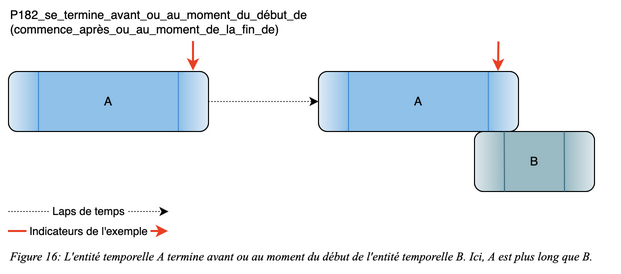 P182_se_termine_avant_ou_au_moment_du_début_de
(commence_après_ou_au_moment_de_la_fin_de)
A
A
B
Laps de temps
Indicateurs de l'exemple
Figure 16: L'entité temporelle A termine avant ou au moment du début de l'entité temporelle B. Ici, A est plus long que B.